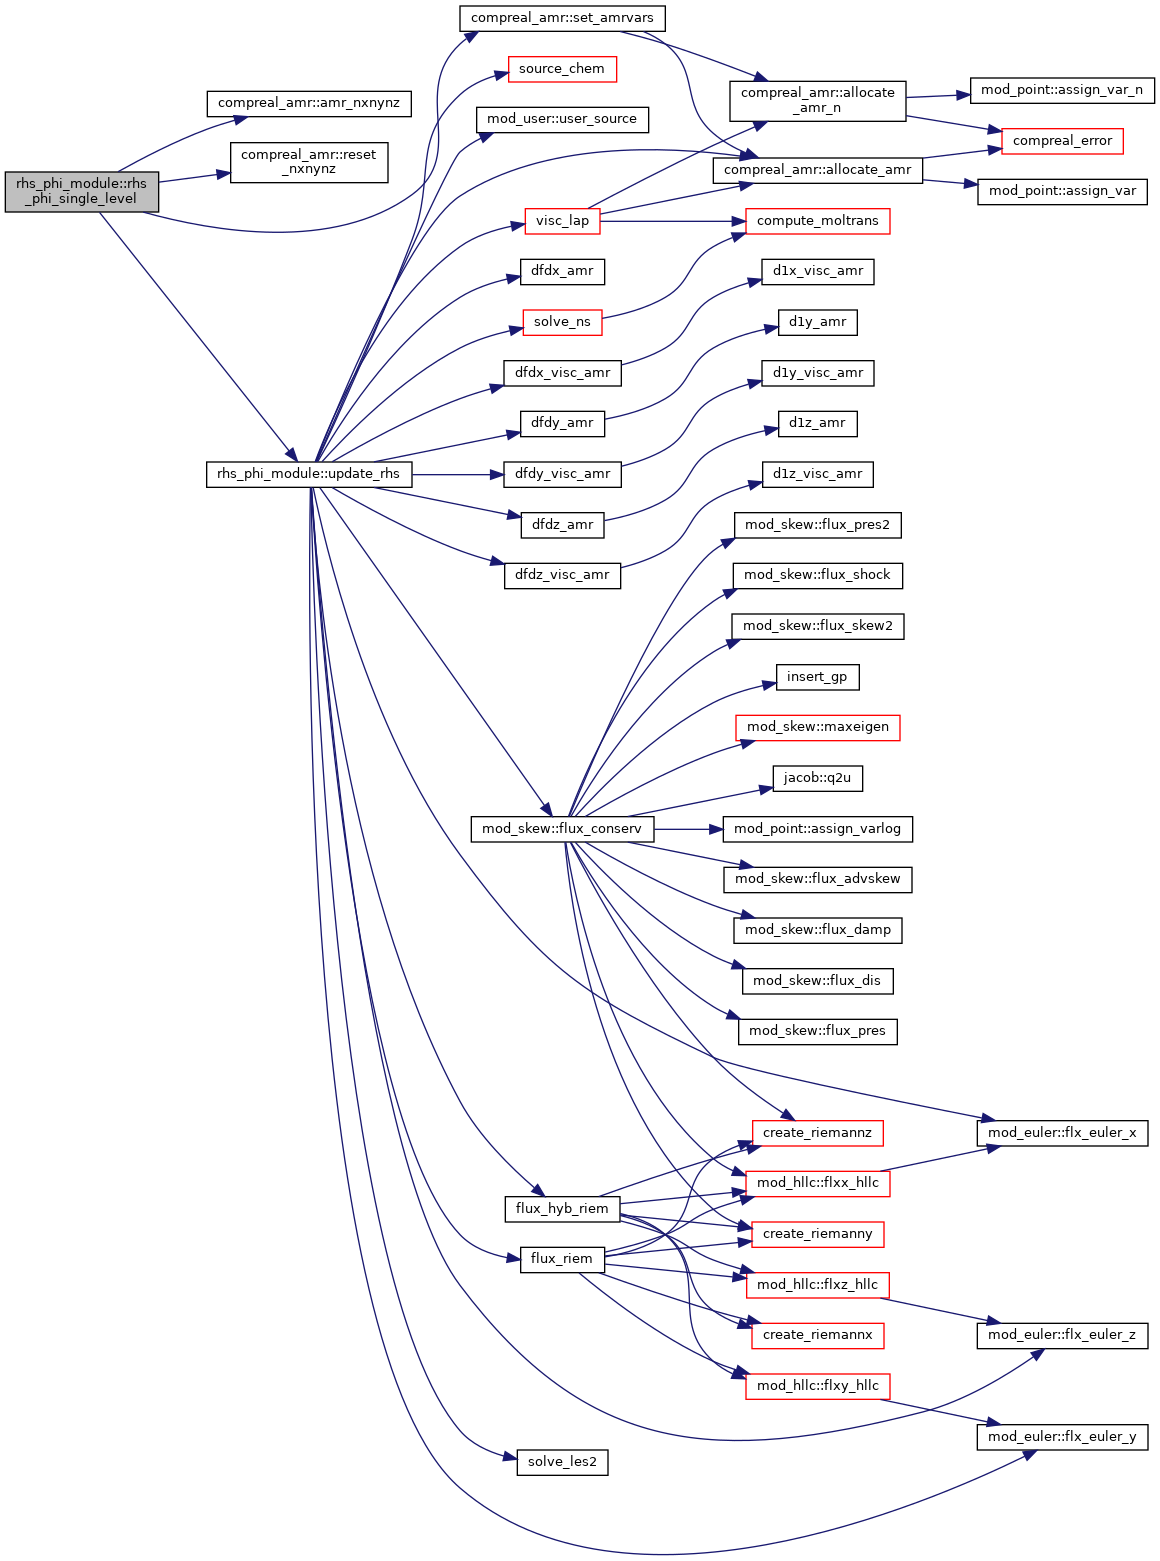 rhs_phi_module::rhs
_phi_single_level
compreal_amr::amr_nxnynz
compreal_amr::reset
_nxnynz
rhs_phi_module::update_rhs
compreal_amr::set_amrvars
source_chem
mod_user::user_source
visc_lap
dfdx_amr
solve_ns
dfdx_visc_amr
dfdy_amr
dfdy_visc_amr
dfdz_amr
dfdz_visc_amr
mod_skew::flux_conserv
flux_hyb_riem
flux_riem
solve_les2
compreal_amr::allocate
_amr_n
compreal_amr::allocate_amr
compute_moltrans
d1x_visc_amr
d1y_amr
d1y_visc_amr
d1z_amr
d1z_visc_amr
mod_skew::flux_pres2
mod_skew::flux_shock
mod_skew::flux_skew2
insert_gp
mod_skew::maxeigen
jacob::q2u
mod_point::assign_varlog
mod_skew::flux_advskew
mod_skew::flux_damp
mod_skew::flux_dis
mod_skew::flux_pres
create_riemannz
mod_hllc::flxx_hllc
create_riemanny
mod_hllc::flxz_hllc
create_riemannx
mod_hllc::flxy_hllc
mod_point::assign_var_n
compreal_error
mod_point::assign_var
mod_euler::flx_euler_x
mod_euler::flx_euler_z
mod_euler::flx_euler_y